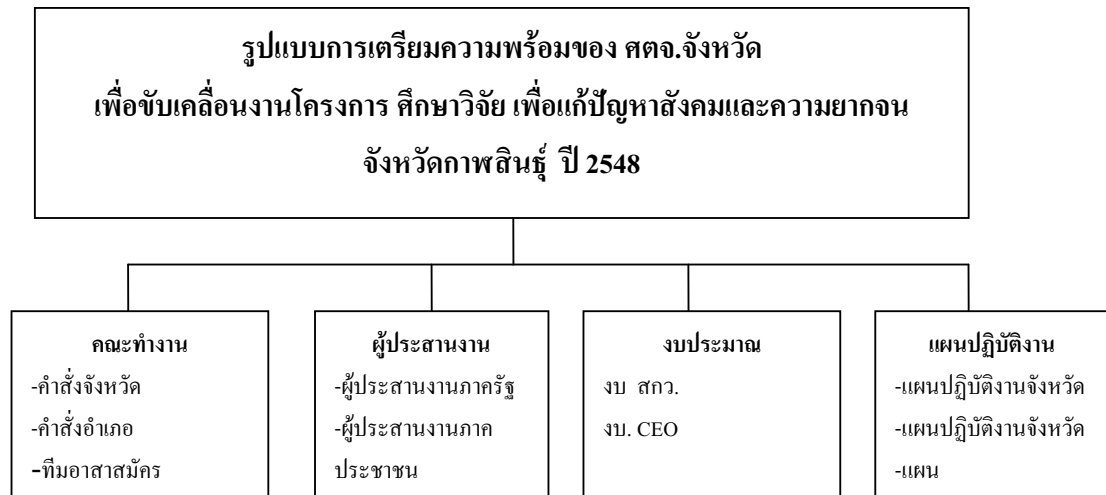 รูปแบบการเตรียมความพร้อมของ ศตจ.จังหวัด
เพื่อขับเคลื่อนงานโครงการ ศึกษาวิจัย เพื่อแก้ปัญหาสังคมและความยากจน
จังหวัดกาฬสินธุ์ ปี 2548
คณะทำงาน
-คำสั่งจังหวัด
-คำสั่งอำเภอ
-ทีมอาสาสมัคร
ผู้ประสานงาน
-ผู้ประสานงานภาครัฐ
-ผู้ประสานงานภาค
ประชาชน
งบประมาณ
งบ สกว.
งบ. CEO
แผนปฏิบัติงาน
-แผนปฏิบัติงานจังหวัด
-แผนปฏิบัติงานจังหวัด
-แผน